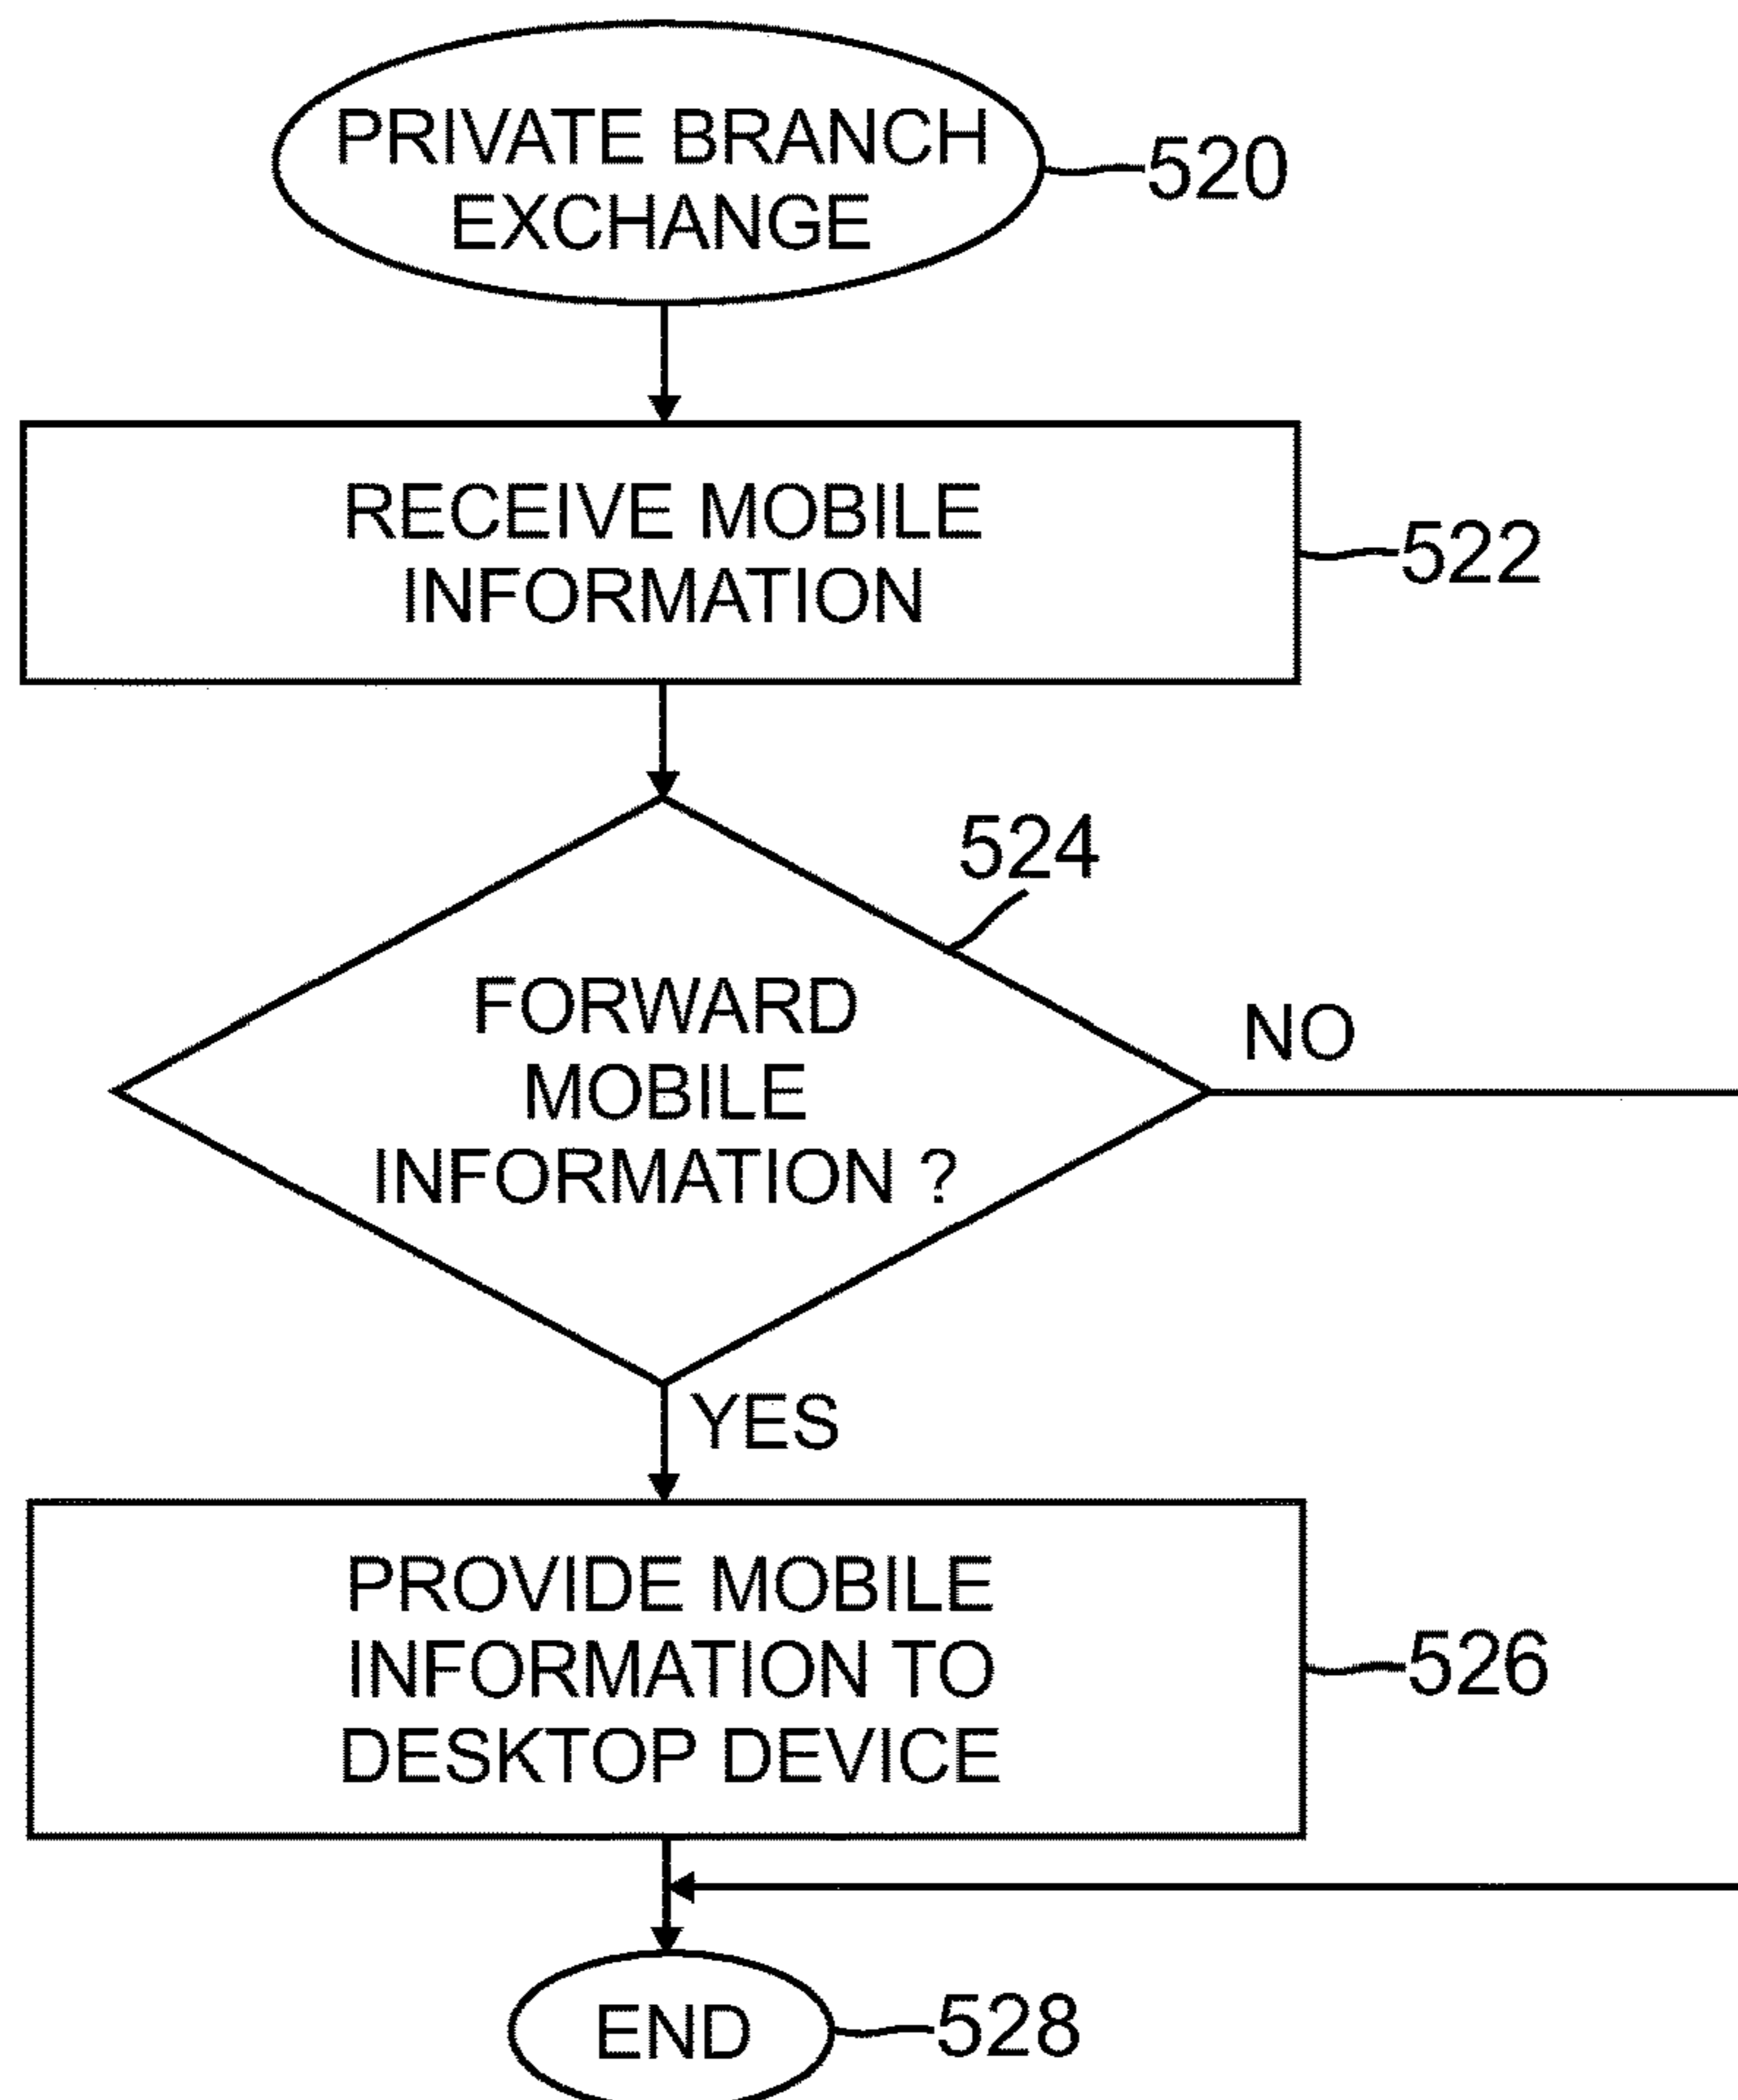 PRIVATE BRANCH
EXCHANGE
520
RECEIVE MOBILE
INFORMATION
522
524
FORWARD
MOBILE
INFORMATION ?
NO
YES
PROVIDE MOBILE
INFORMATION TO
DESKTOP DEVICE
526
END
528